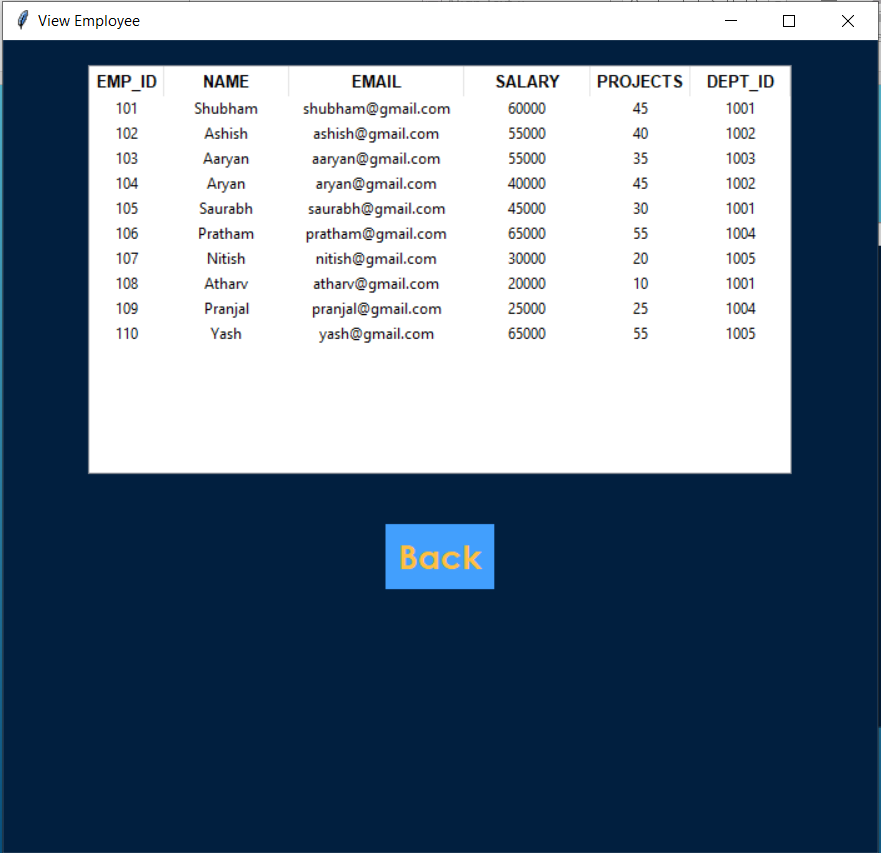 View Employee
EMP_ID NAME EMAIL SALARY PROJECTS DEPT_ID
101 Shubham shubham@gmail.com 60000 45 1001
102 Ashish ashish@gmail.com 55000 40 1002
103 Aaryan aaryan@gmail.com 55000 35 1003
104 Aryan aryan@gmail.com 40000 45 1002
105 Saurabh saurabh@gmail.com 45000 30 1001
106 Pratham pratham@gmail.com 65000 55 1004
107 Nitish nitish@gmail.com 30000 20 1005
108 Atharv atharv@gmail.com 20000 10 1001
109 Pranjal pranjal@gmail.com 25000 25 1004
110 Yash yash@gmail.com 65000 55 1005
Back